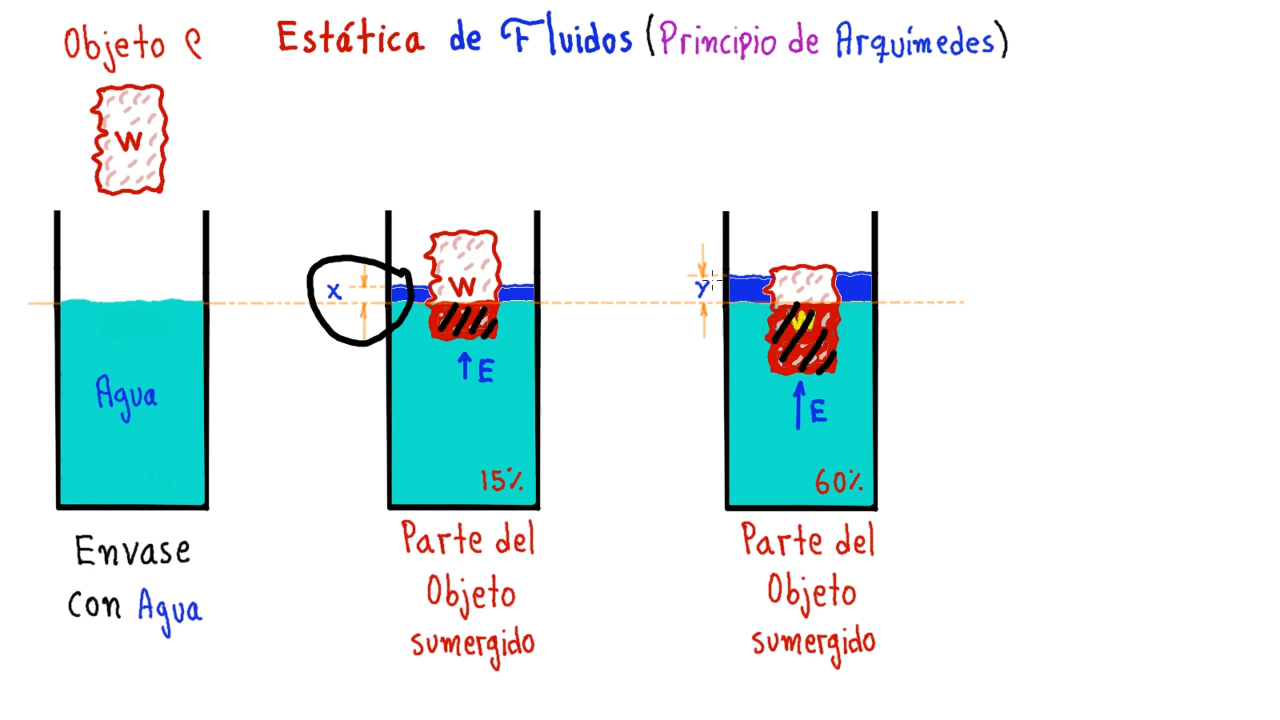 Objeto ρ
Estática de Fluidos (Principio de Arquímedes)
W
Agua
Envase
con Agua
x
W
E
15%
Parte del
Objeto
sumergido
Y
W
E
60%
Parte del
Objeto
sumergido